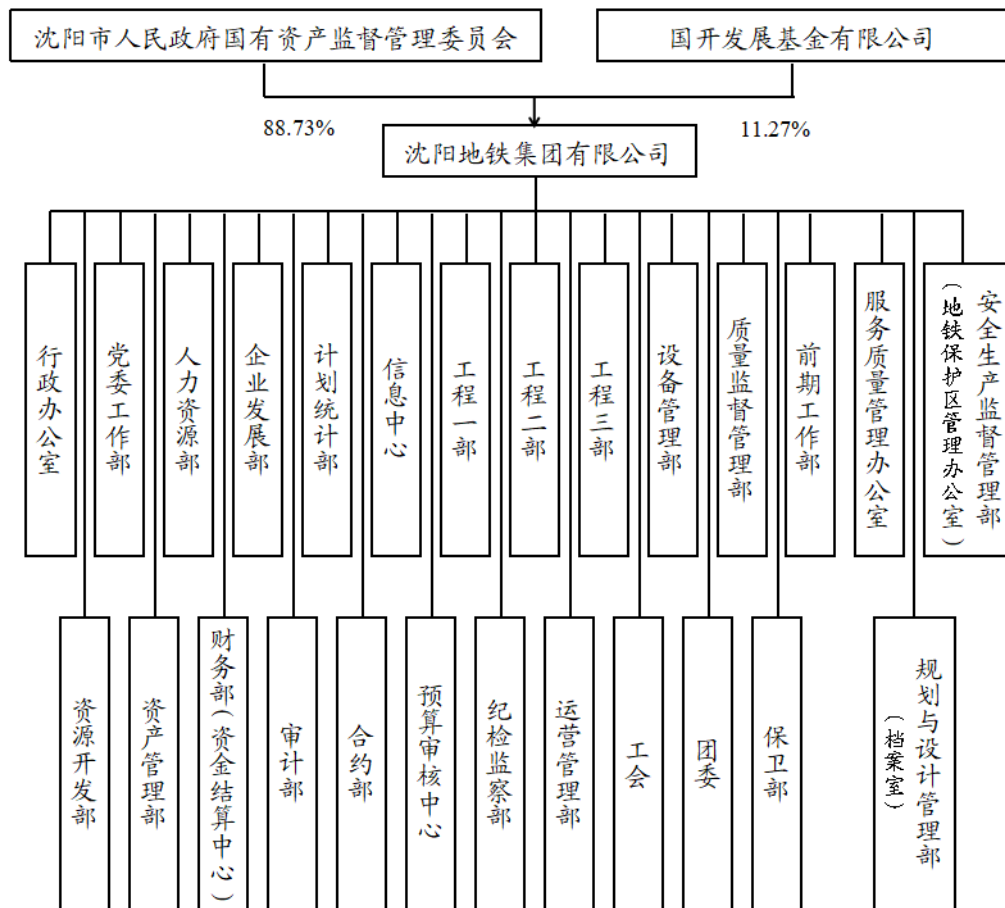 沈阳市人民政府国有资产监督管理委员会
国开发展基金有限公司
88.73%
11.27%
沈阳地铁集团有限公司
行政办公室
党委工作部
人力资源部
企业发展部
计划统计部
信息中心
工程一部
工程二部
工程三部
设备管理部
质量监督管理部
前期工作部
服务质量管理办公室
安全生产监督管理部
(地铁保护区管理办公室)
资源开发部
资产管理部
财务部(资金结算中心)
审计部
合约部
预算审核中心
纪检监察部
运营管理部
工会
团委
保卫部
规划与设计管理部
(档案室)